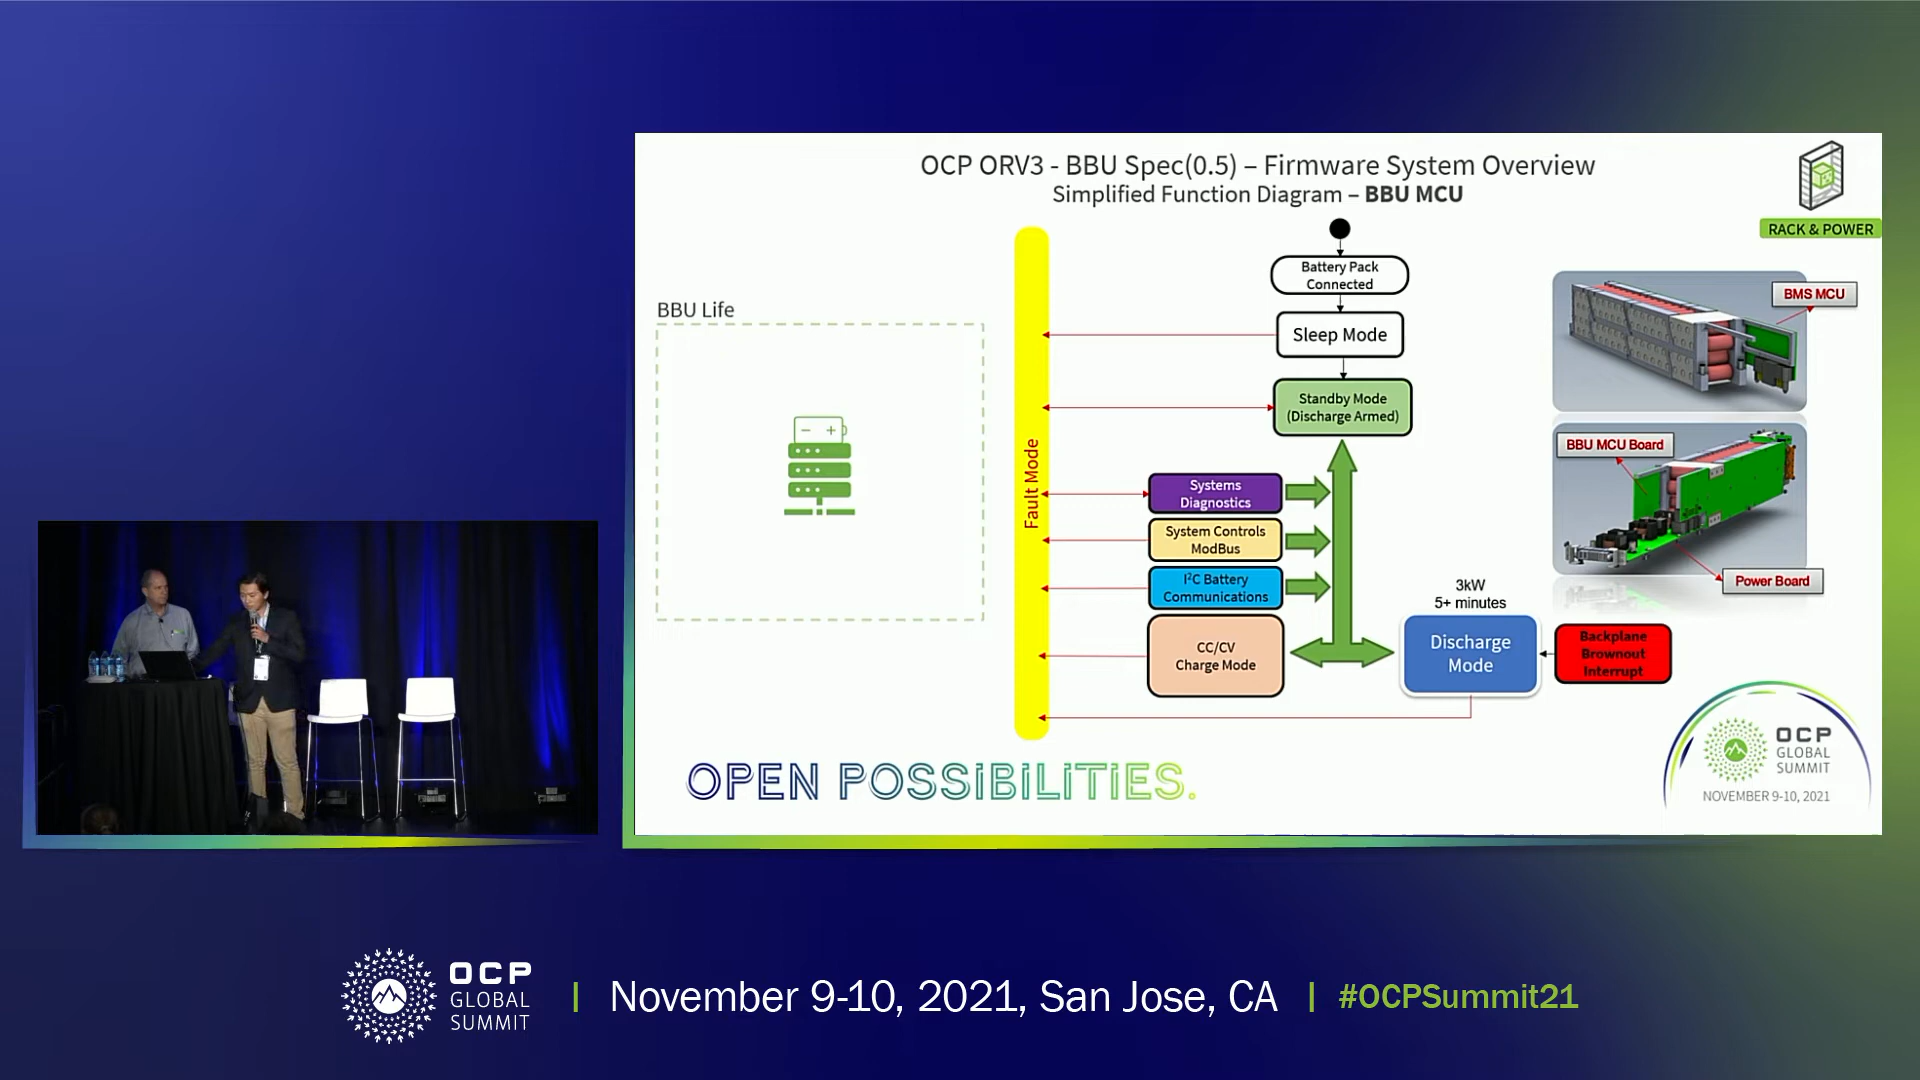 OCP ORV3 - BBU Spec(0.5) – Firmware System Overview
Simplified Function Diagram – BBU MCU
RACK & POWER
BBU Life
Fault Mode
Battery Pack
Connected
Sleep Mode
Standby Mode
(Discharge Armed)
Systems
Diagnostics
System Controls
ModBus
I²C Battery
Communications
CC/CV
Charge Mode
3kW
5+ minutes
Discharge
Mode
Backplane
Brownout
Interrupt
BMS MCU
BBU MCU Board
Power Board
OPEN POSSIBILITIES.
OCP
GLOBAL
SUMMIT
NOVEMBER 9-10, 2021
OCP
GLOBAL
SUMMIT
November 9-10, 2021, San Jose, CA
#OCPSummit21